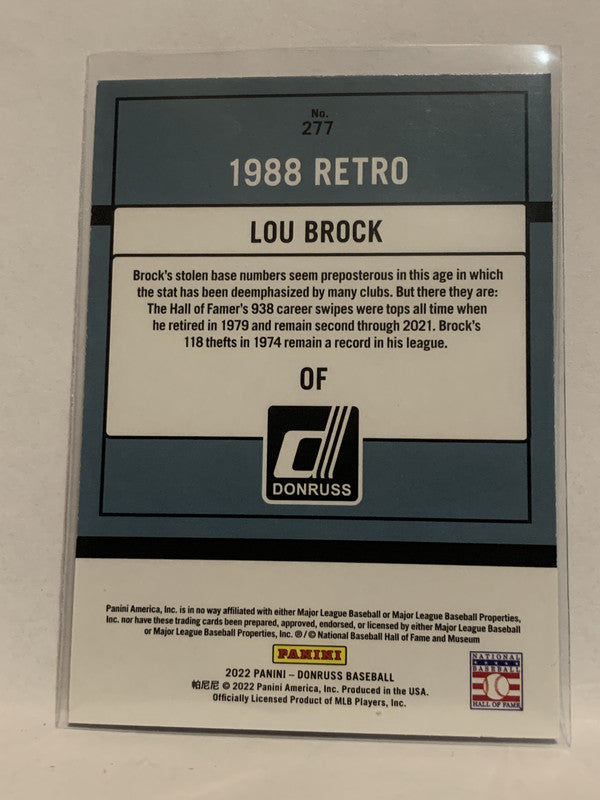 No.
277
1988 RETRO
LOU BROCK
Brock's stolen base numbers seem preposterous in this age in which
the stat has been deemphasized by many clubs. But there they are:
The Hall of Famer's 938 career swipes were tops all time when
he retired in 1979 and remain second through 2021. Brock's
118 thefts in 1974 remain a record in his league.
OF
d
DONRUSS
Panini America, Inc. is in no way affiliated with either Major League Baseball or Major League Baseball Properties,
Inc. nor have these trading cards been prepared, approved, endorsed, or licensed by either Major League Baseball
or Major League Baseball Properties, Inc. ®/© National Baseball Hall of Fame and Museum
PANINI
2022 PANINI – DONRUSS BASEBALL
帕尼尼 © 2022 Panini America, Inc. Produced in the USA.
Officially Licensed Product of MLB Players, Inc.
NATIONAL
BASEBALL
HALL OF FAME